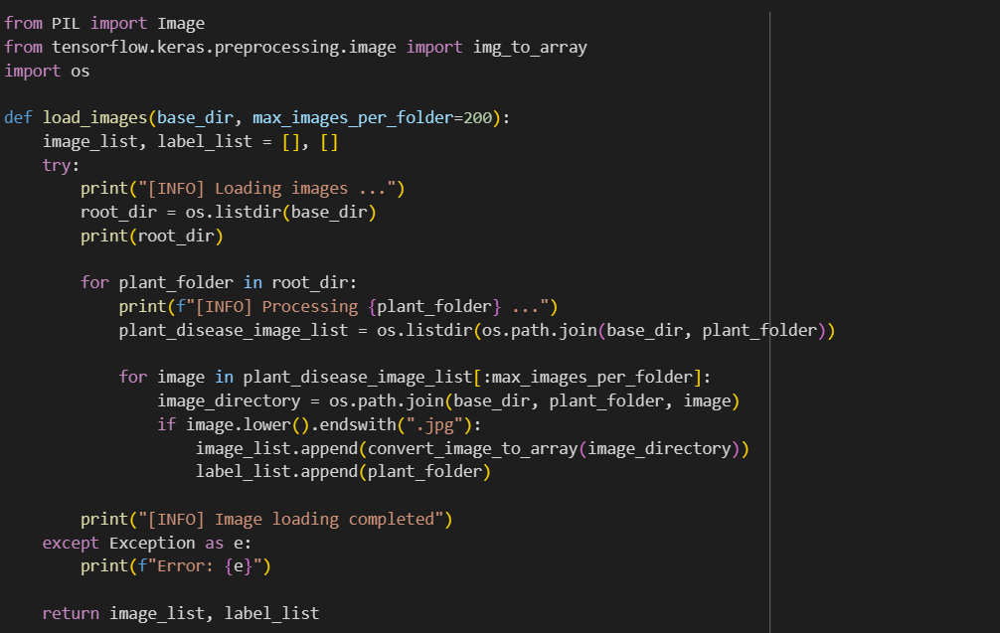 from PIL import Image
from tensorflow.keras.preprocessing.image import img_to_array
import os
def load_images(base_dir, max_images_per_folder=200):
    image_list, label_list = [], []
    try:
        print("[INFO] Loading images ...")
        root_dir = os.listdir(base_dir)
        print(root_dir)
        for plant_folder in root_dir:
            print(f"[INFO] Processing {plant_folder} ...")
            plant_disease_image_list = os.listdir(os.path.join(base_dir, plant_folder))
            for image in plant_disease_image_list[:max_images_per_folder]:
                image_directory = os.path.join(base_dir, plant_folder, image)
                if image.lower().endswith(".jpg"):
                    image_list.append(convert_image_to_array(image_directory))
                    label_list.append(plant_folder)
        print("[INFO] Image loading completed")
    except Exception as e:
        print(f"Error: {e}")
    return image_list, label_list